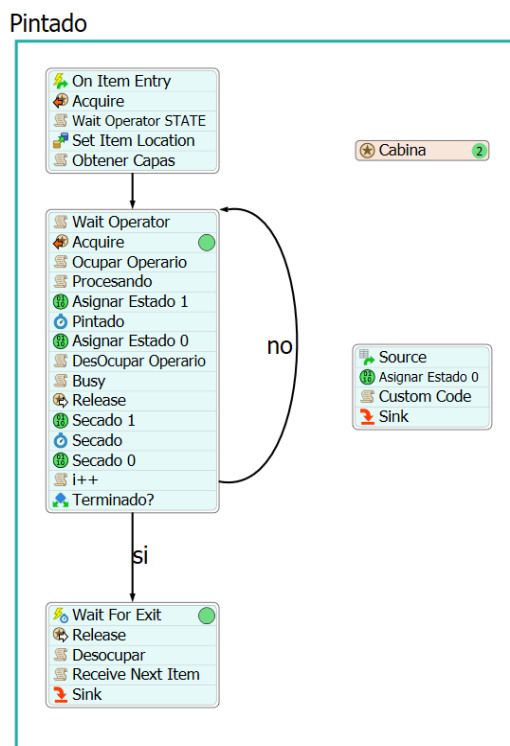 Pintado
On Item Entry
Acquire
Wait Operator STATE
Set Item Location
Obtener Capas
Cabina 2
Wait Operator
Acquire
Ocupar Operario
Procesando
Asignar Estado 1
Pintado
Asignar Estado 0
DesOcupar Operario
Busy
Release
Secado 1
Secado
Secado 0
i++
Terminado?
no
Source
Asignar Estado 0
Custom Code
Sink
si
Wait For Exit
Release
Desocupar
Receive Next Item
Sink